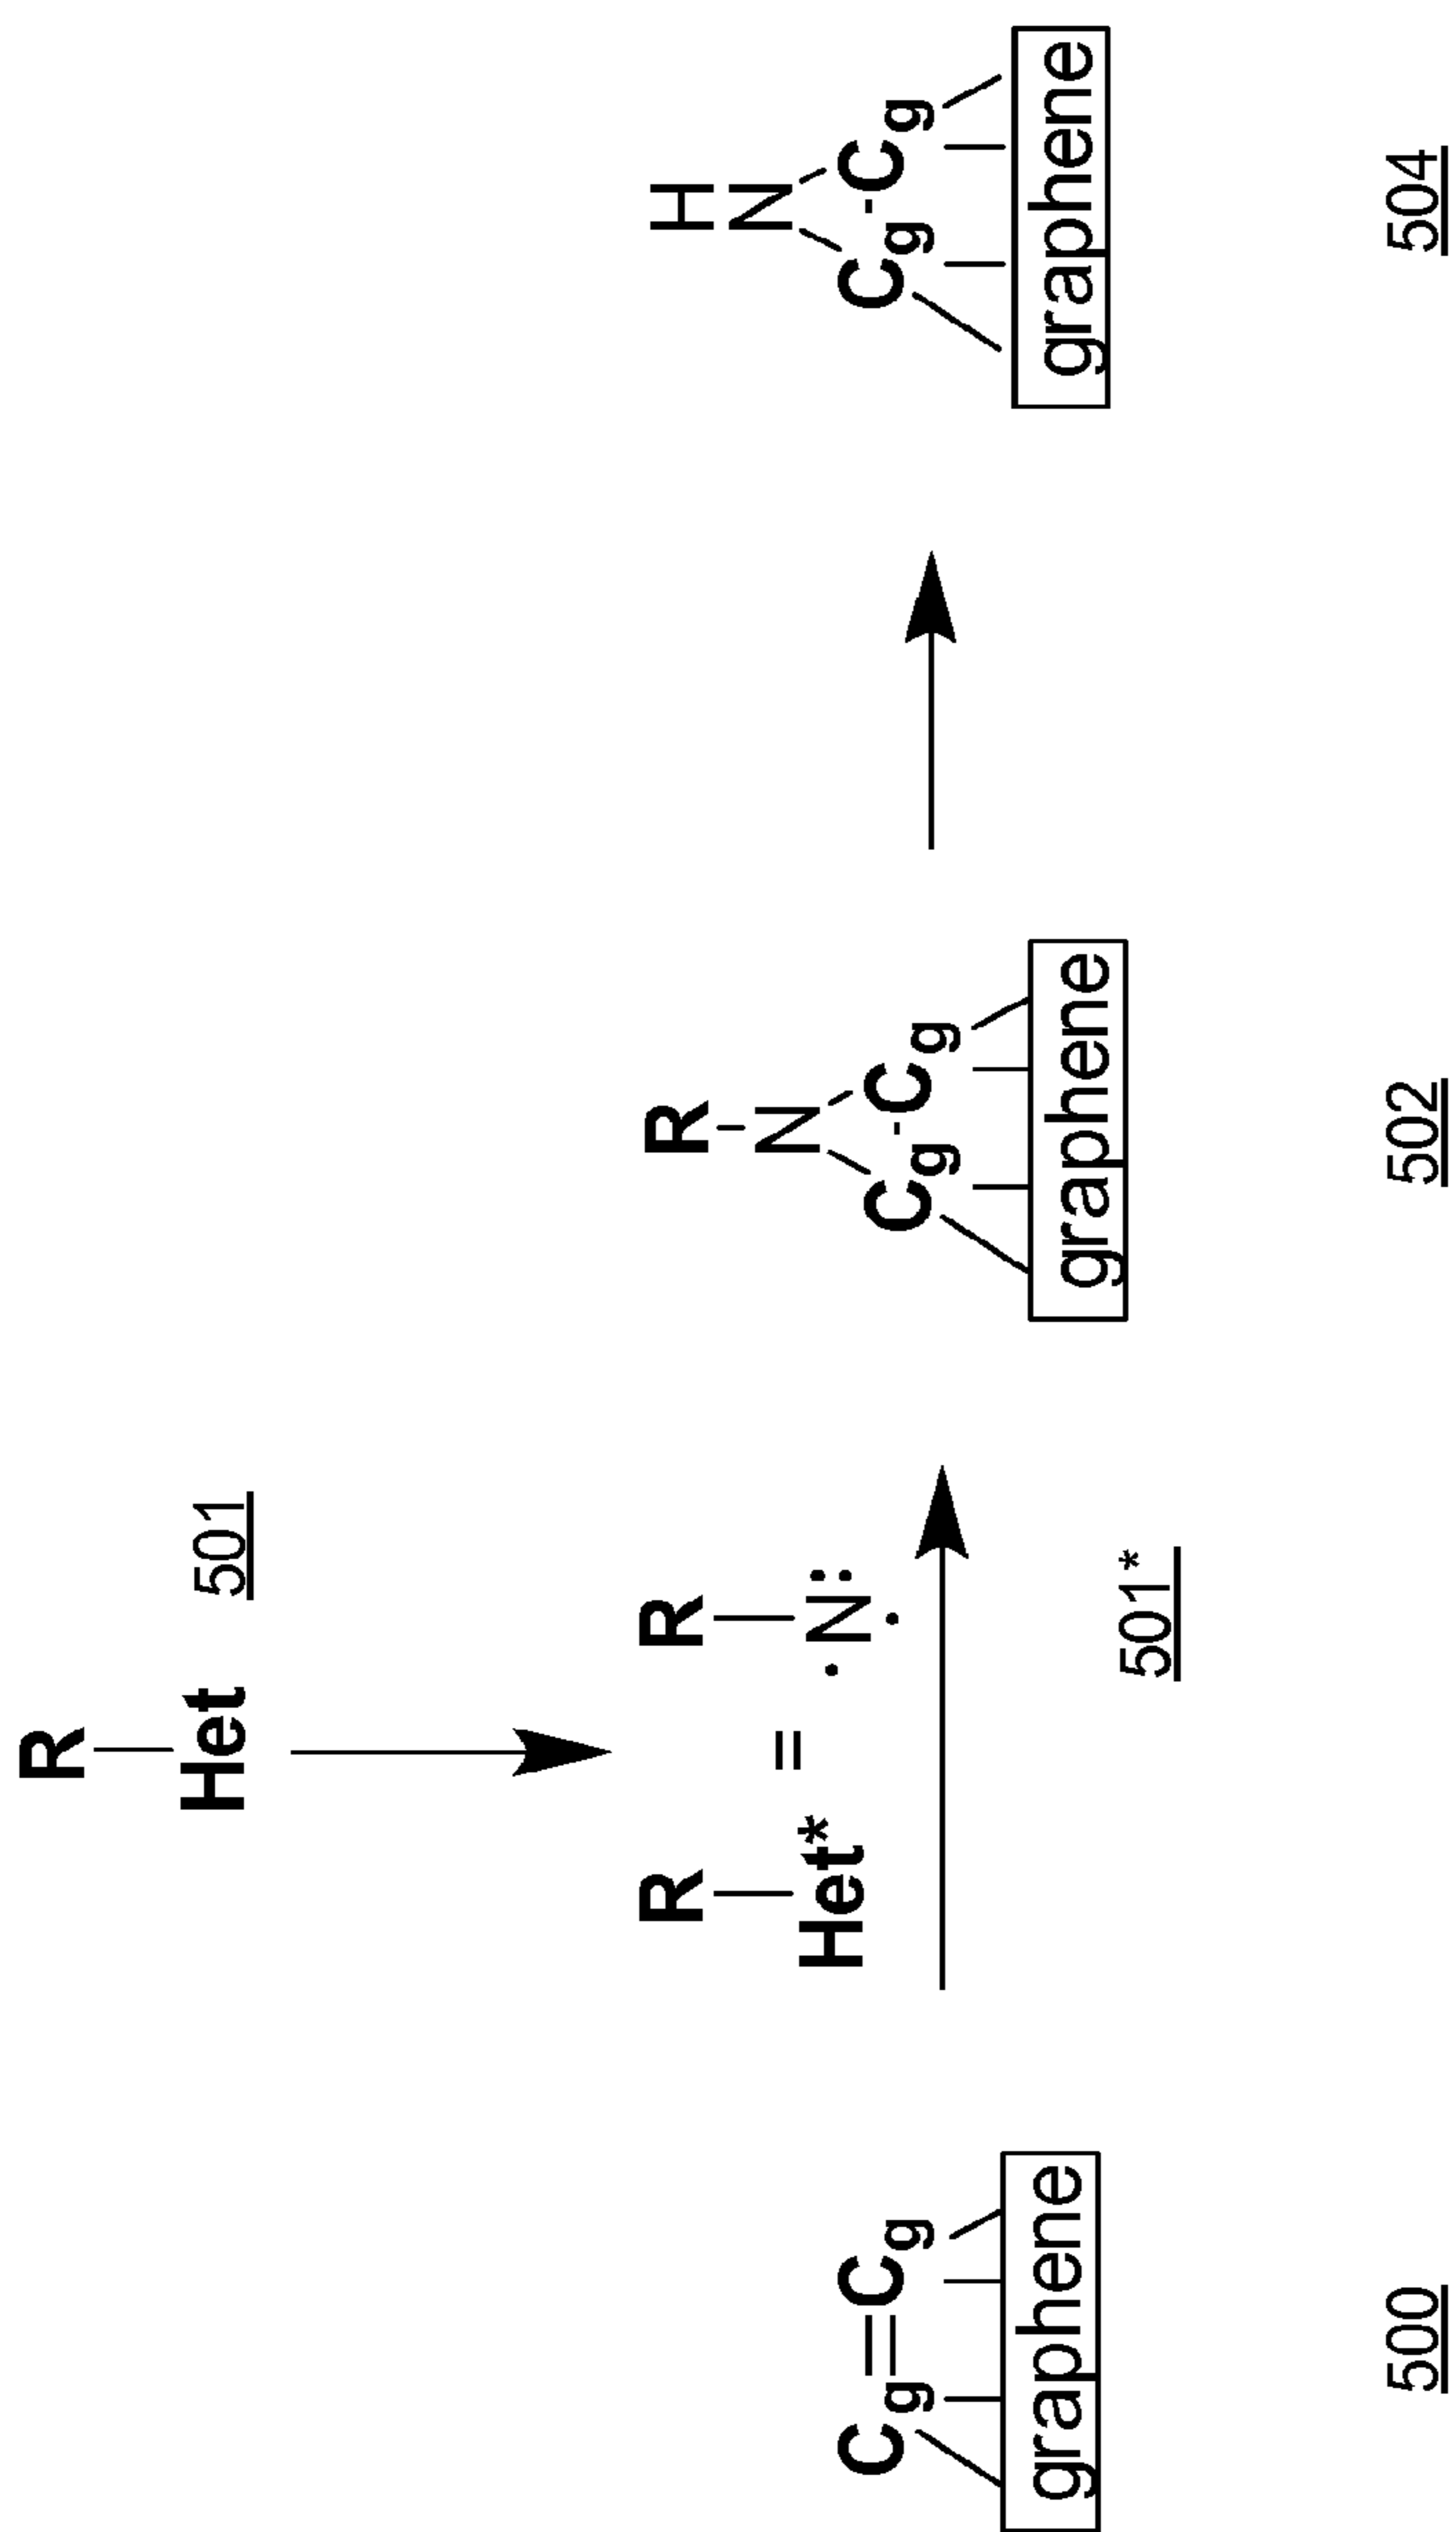 R
Het 501
R R R H
Het* = ·N̈· N N
Cg=Cg Cg-Cg Cg-Cg
graphene graphene graphene
501*
500 502 504